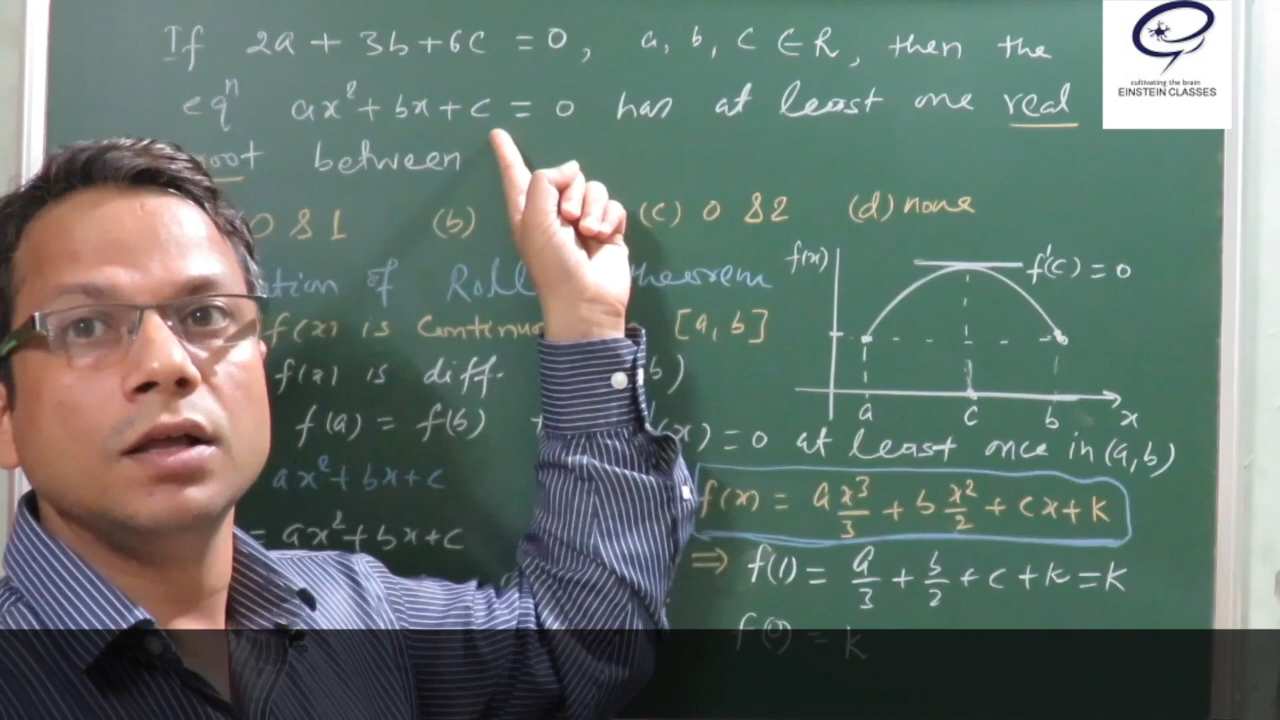 If 2a + 3b + 6c = 0, a, b, c ∈ R, then the
eqⁿ ax² + bx + c = 0 has at least one real
root between
0 & 1 (b) (c) 0 & 2 (d) none
of theorem
f(x) is [a, b]
f(x) is diff. b)
f(a) = f(b) (x) = 0 at least once in (a, b)
ax² + bx + c
= ax² + bx + c
f(x)
f'(c) = 0
a c b x
f(x) = a x³/3 + b x²/2 + cx + k
⇒ f(1) = a/3 + b/2 + c + k = k
f(0) = k
cultivating the brain
EINSTEIN CLASSES